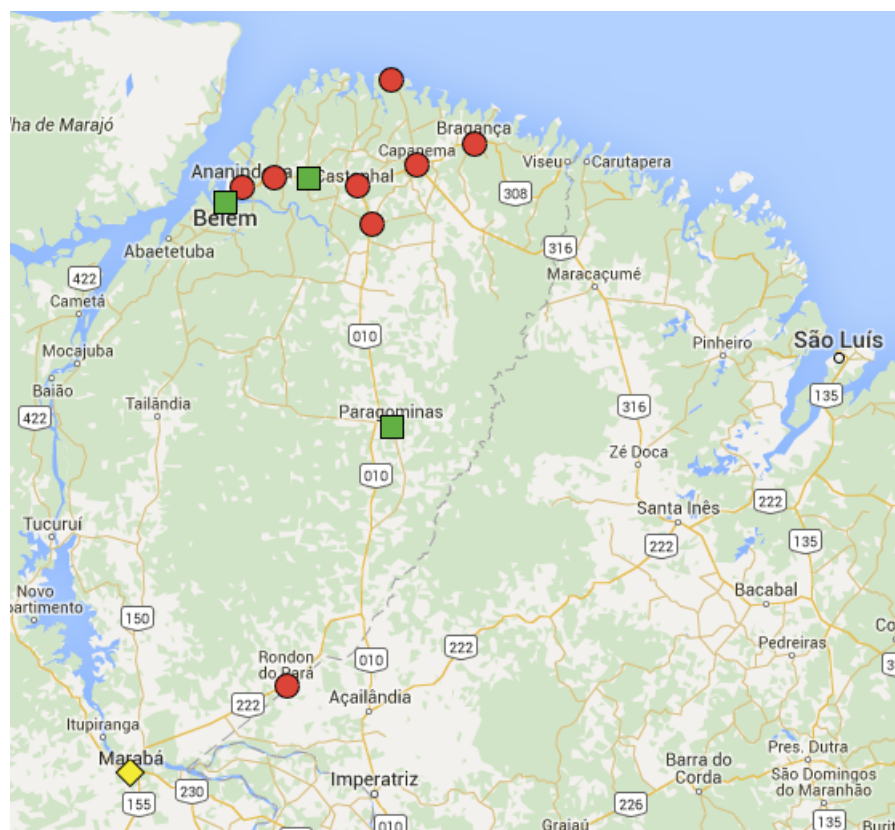 lha de Marajó
Bragança
Capanema
Viseu
Carutapera
Castanhal
308
Belém
Abaetetuba
316
422
Maracaçumé
Cametá
010
Pinheiro
São Luís
Mocajuba
Baião
135
Tailândia
316
Paragominas
422
Zé Doca
010
Santa Inês
222
Tucuruí
222
135
Novo
partimento
Bacabal
150
222
Pedreiras
Rondon
do Pará
010
Açailândia
222
Itupiranga
Pres. Dutra
Marabá
Barra do
Corda
São Domingos
do Maranhão
Imperatriz
230
155
226
135
010
Grajaú